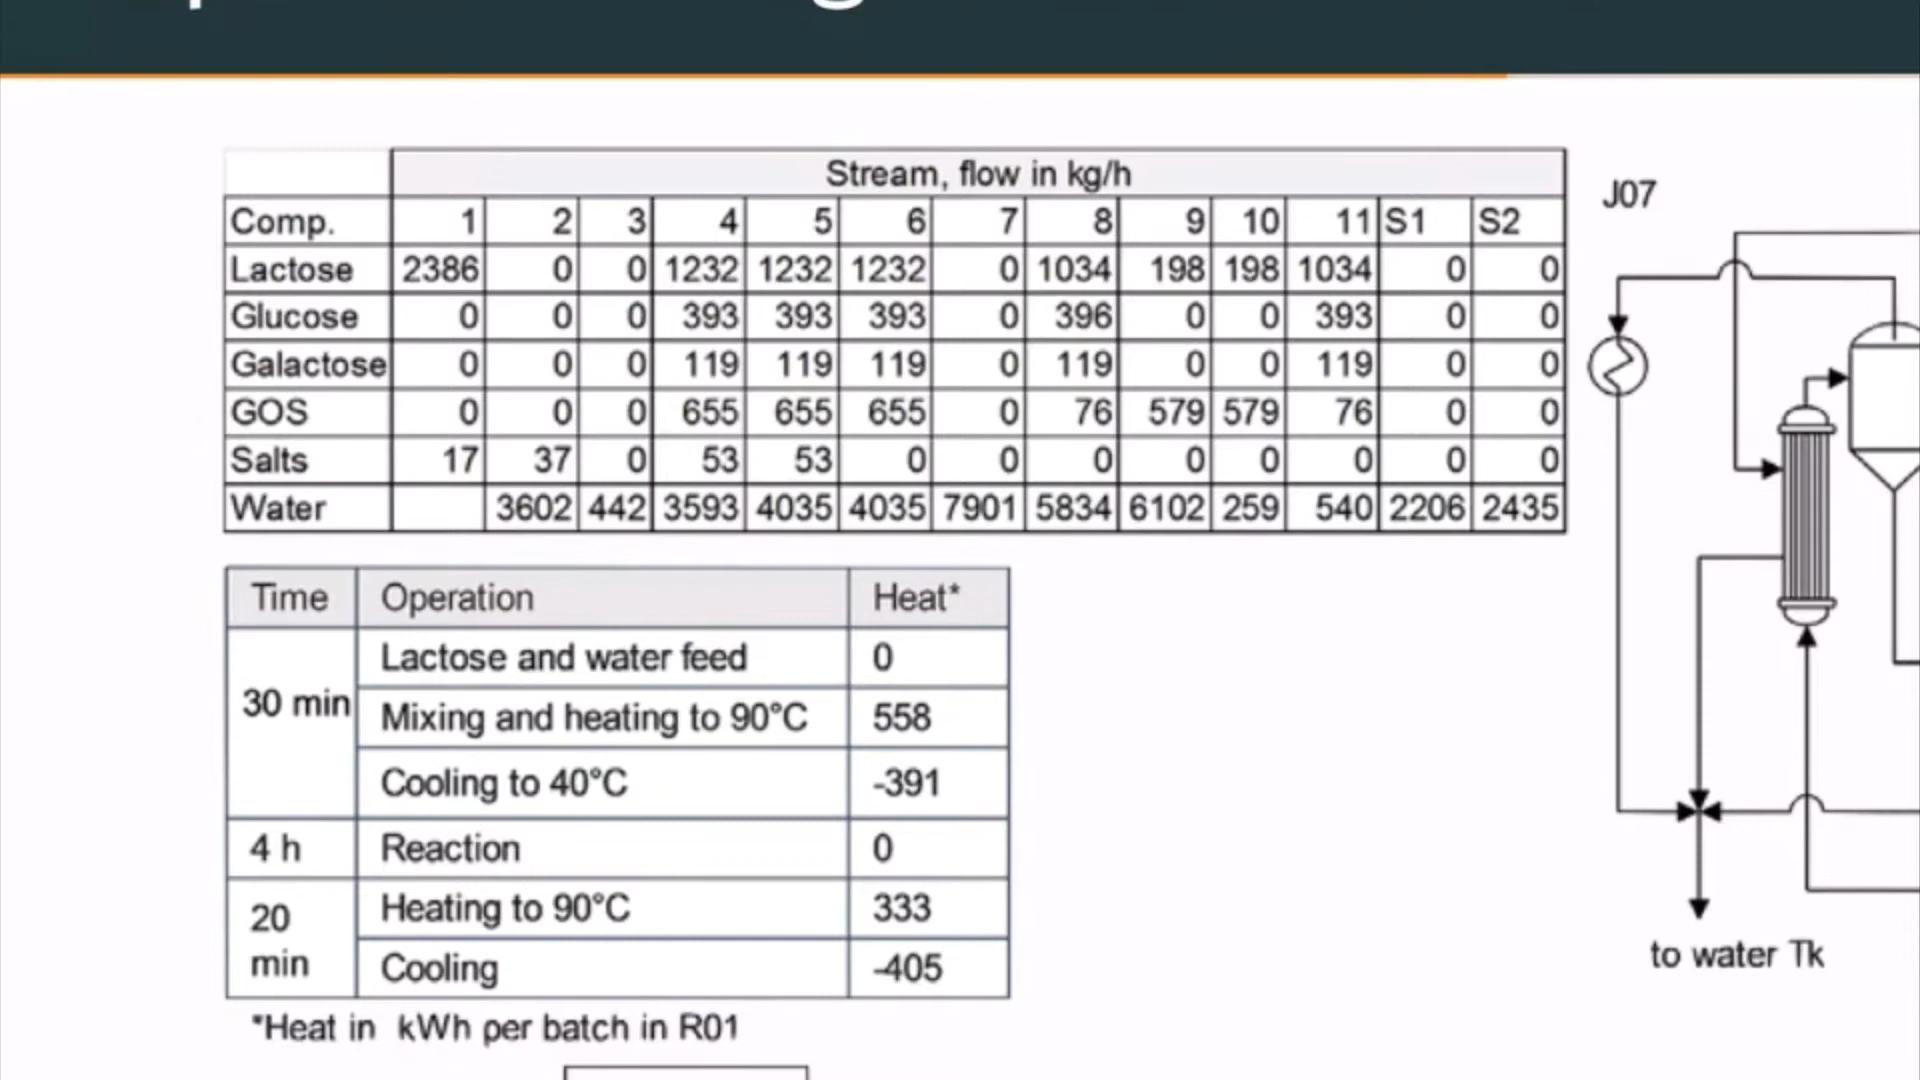 Stream, flow in kg/h
Comp. 1 2 3 4 5 6 7 8 9 10 11 S1 S2
Lactose 2386 0 0 1232 1232 1232 0 1034 198 198 1034 0 0
Glucose 0 0 0 393 393 393 0 396 0 0 393 0 0
Galactose 0 0 0 119 119 119 0 119 0 0 119 0 0
GOS 0 0 0 655 655 655 0 76 579 579 76 0 0
Salts 17 37 0 53 53 0 0 0 0 0 0 0 0
Water 3602 442 3593 4035 4035 7901 5834 6102 259 540 2206 2435
J07
Time Operation Heat*
30 min
Lactose and water feed 0
Mixing and heating to 90°C 558
Cooling to 40°C -391
4 h Reaction 0
20
min
Heating to 90°C 333
Cooling -405
*Heat in kWh per batch in R01
to water Tk